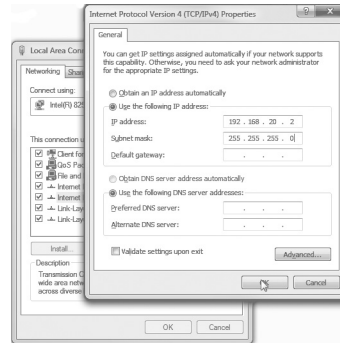 Internet Protocol Version 4 (TCP/IPv4) Properties
General
You can get IP settings assigned automatically if your network supports
this capability. Otherwise, you need to ask your network administrator
for the appropriate IP settings.
Obtain an IP address automatically
Use the following IP address:
IP address: 192 . 168 . 20 . 2
Subnet mask: 255 . 255 . 255 . 0
Default gateway: . . .
Obtain DNS server address automatically
Use the following DNS server addresses:
Preferred DNS server: . . .
Alternate DNS server: . . .
Validate settings upon exit
Advanced...
OK Cancel
Local Area Con
Networking Shar
Connect using:
Intel(R) 825
This connection u
Client for
QoS Pac
File and
Internet
Internet
Link-Lay
Link-Lay
Install...
Description
Transmission C
wide area netw
across diverse
OK Cancel